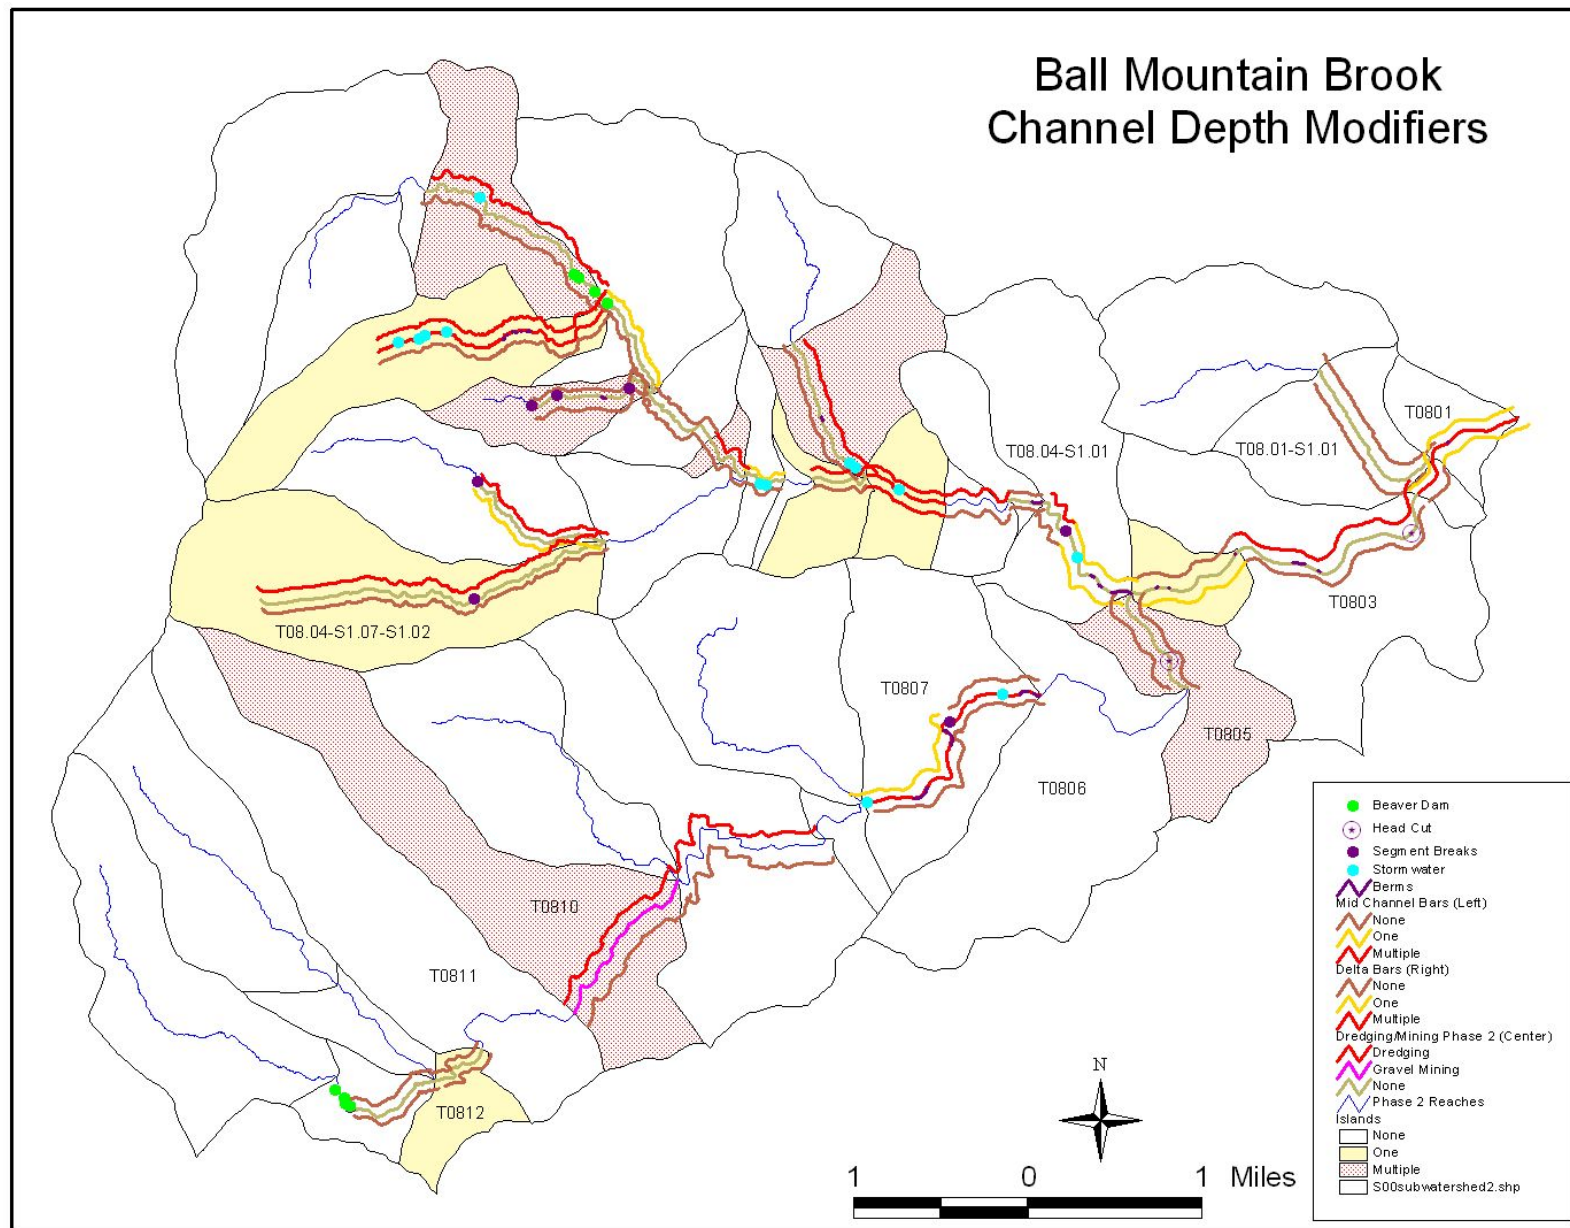 Ball Mountain Brook
Channel Depth Modifiers
T0801
T08.04-S1.01
T08.01-S1.01
T0803
T08.04-S1.07-S1.02
T0807
T0805
T0806
T0810
T0811
T0812
N
1 0 1 Miles
Beaver Dam
Head Cut
Segment Breaks
Stormwater
Berms
Mid Channel Bars (Left)
None
One
Multiple
Delta Bars (Right)
None
One
Multiple
Dredging/Mining Phase 2 (Center)
Dredging
Gravel Mining
None
Phase 2 Reaches
Islands
None
One
Multiple
S00subwatershed2.shp